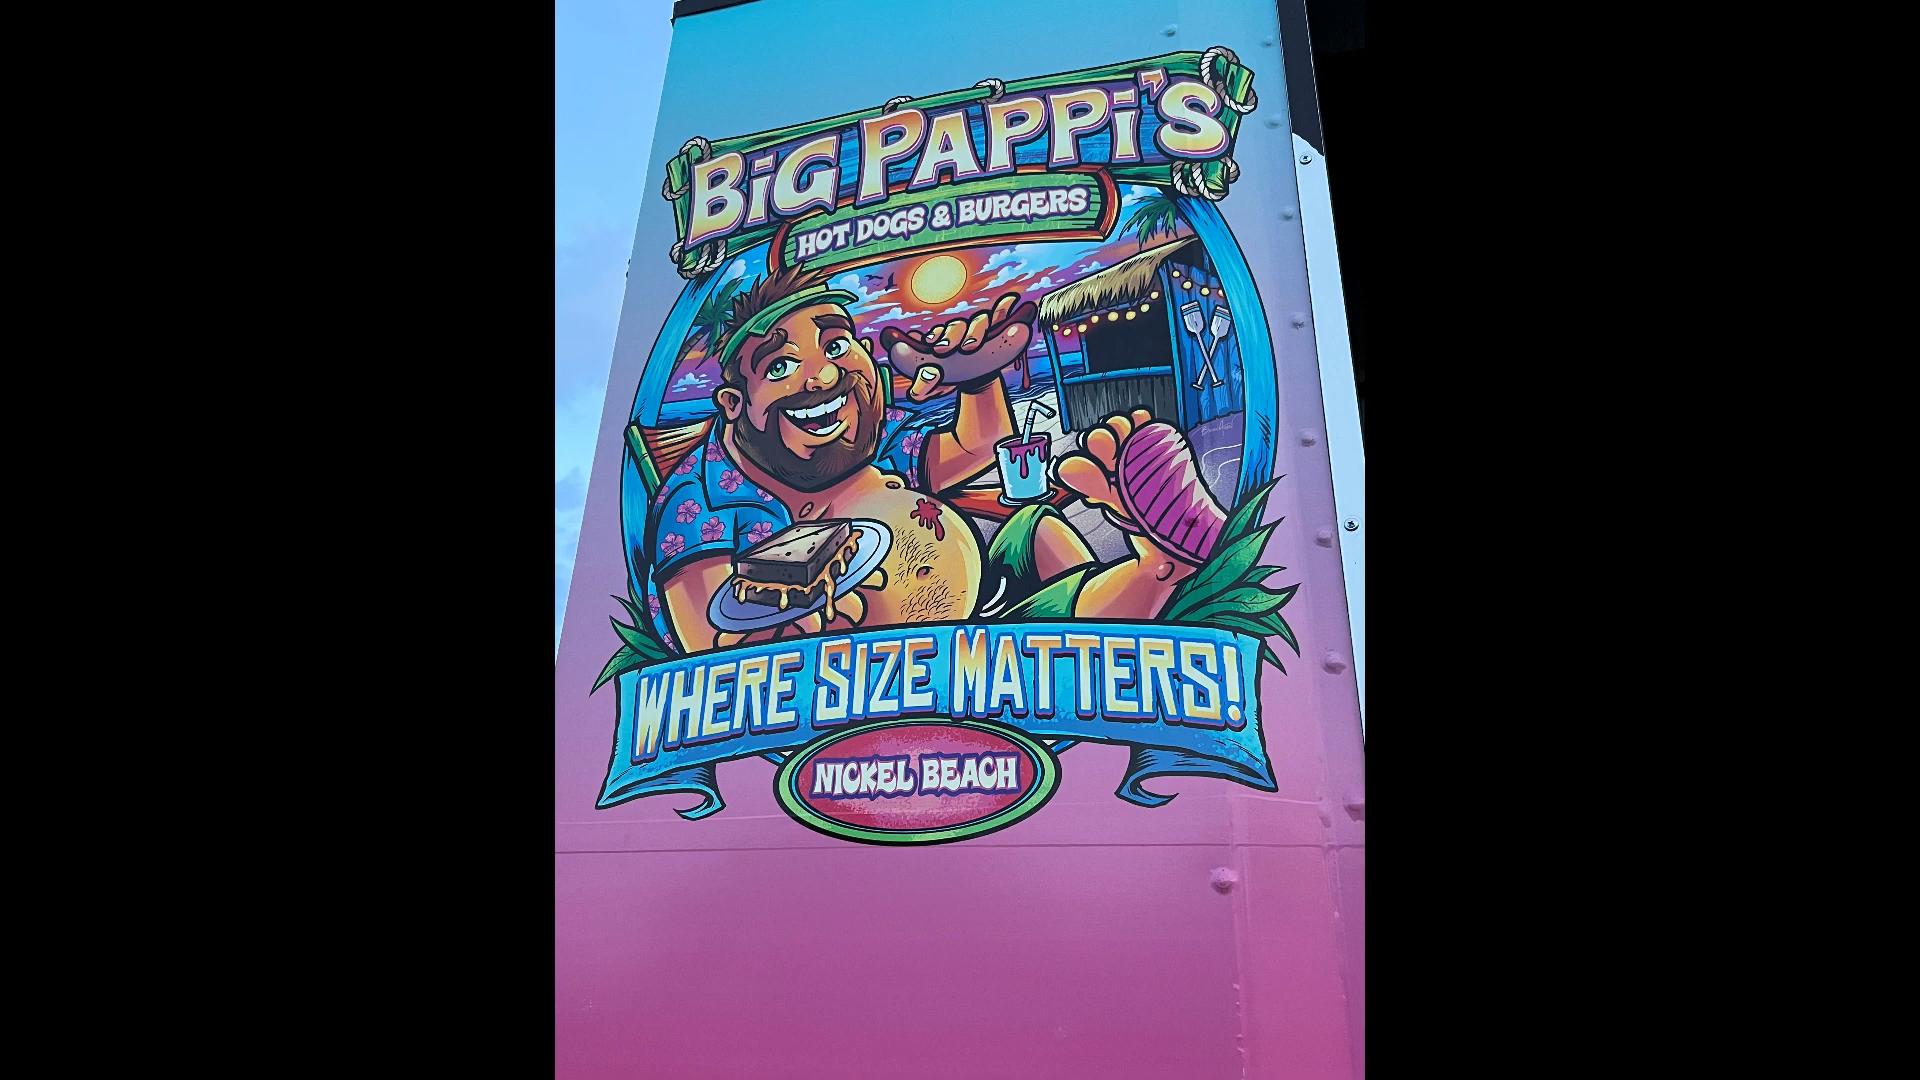 BiG PAPPi'S
HOT DOGS & BURGERS
WHERE SIZE MATTERS!
NICKEL BEACH